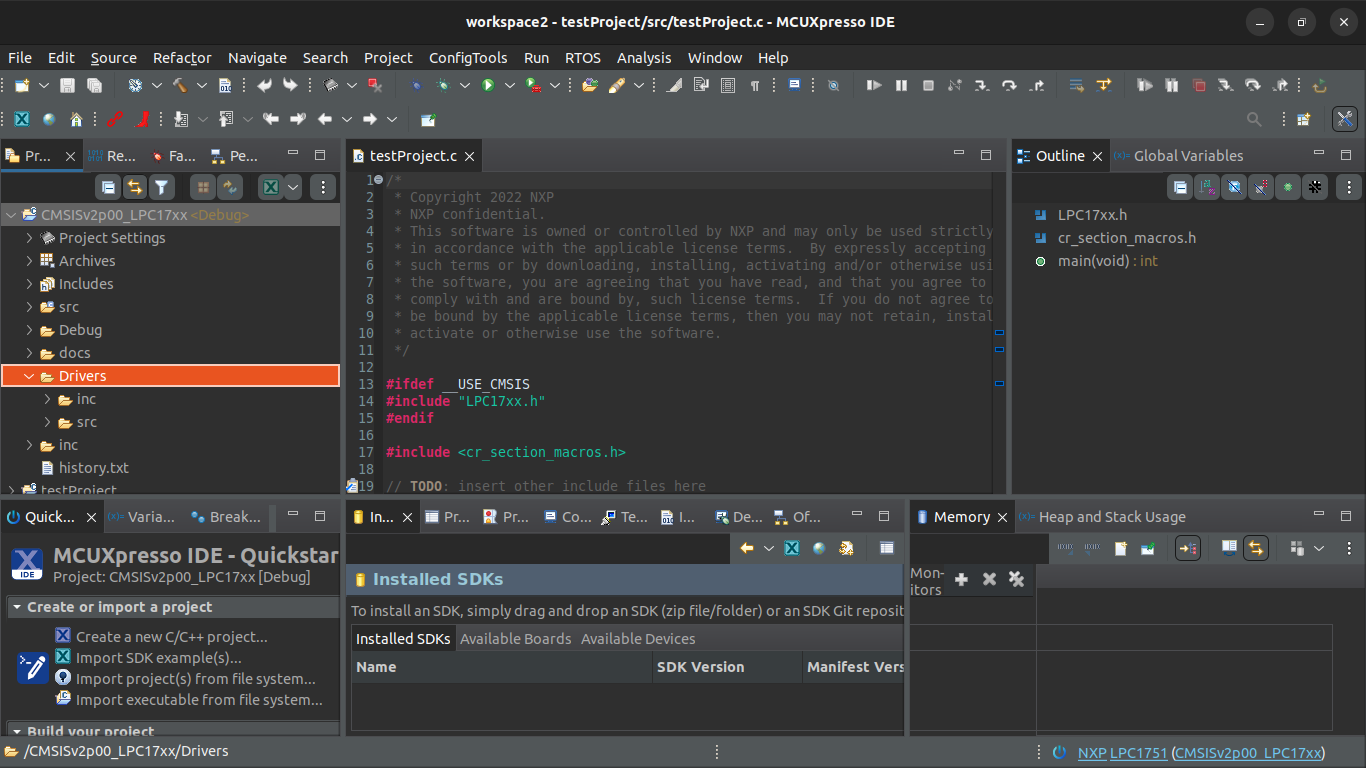 workspace2 - testProject/src/testProject.c - MCUXpresso IDE
File Edit Source Refactor Navigate Search Project ConfigTools Run RTOS Analysis Window Help
Pr...
Re...
Fa...
Pe...
CMSISv2p00_LPC17xx <Debug>
Project Settings
Archives
Includes
src
Debug
docs
Drivers
inc
src
inc
history.txt
testProject
testProject.c
1 /*
2 * Copyright 2022 NXP
3 * NXP confidential.
4 * This software is owned or controlled by NXP and may only be used strictly
5 * in accordance with the applicable license terms.  By expressly accepting
6 * such terms or by downloading, installing, activating and/or otherwise usi
7 * the software, you are agreeing that you have read, and that you agree to
8 * comply with and are bound by, such license terms.  If you do not agree to
9 * be bound by the applicable license terms, then you may not retain, instal
10 * activate or otherwise use the software.
11 */
12
13 #ifdef __USE_CMSIS
14 #include "LPC17xx.h"
15 #endif
16
17 #include <cr_section_macros.h>
18
19 // TODO: insert other include files here
Outline
Global Variables
LPC17xx.h
cr_section_macros.h
main(void) : int
Quick...
Varia...
Break...
MCUXpresso IDE - Quickstar
Project: CMSISv2p00_LPC17xx [Debug]
Create or import a project
Create a new C/C++ project...
Import SDK example(s)...
Import project(s) from file system...
Import executable from file system...
Build your project
In...
Pr...
Pr...
Co...
Te...
I...
De...
Of...
Installed SDKs
To install an SDK, simply drag and drop an SDK (zip file/folder) or an SDK Git reposit
Installed SDKs Available Boards Available Devices
Name SDK Version Manifest Vers
Memory
Heap and Stack Usage
Mon-
itors
/CMSISv2p00_LPC17xx/Drivers
NXP LPC1751 (CMSISv2p00_LPC17xx)